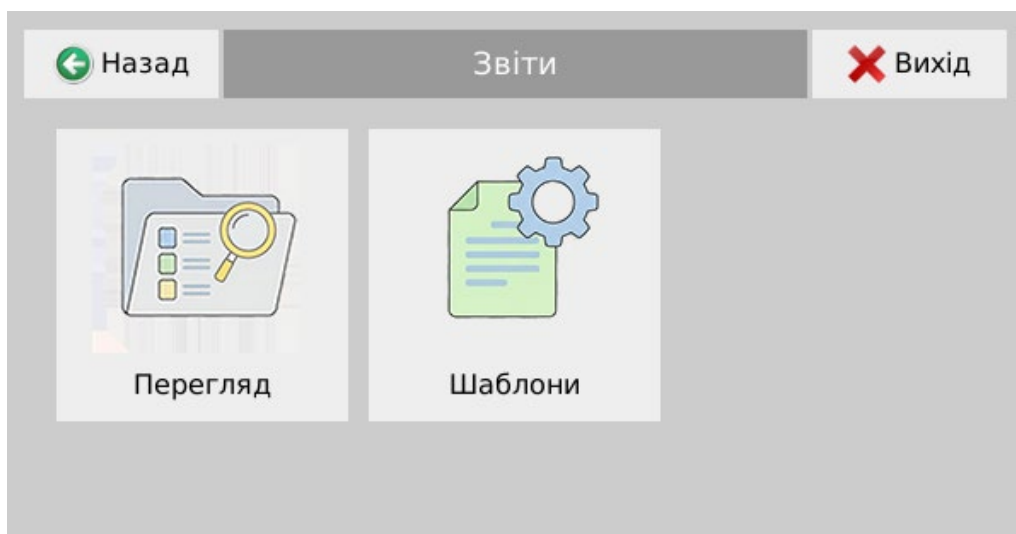 Назад
Звіти
Вихід
Перегляд
Шаблони